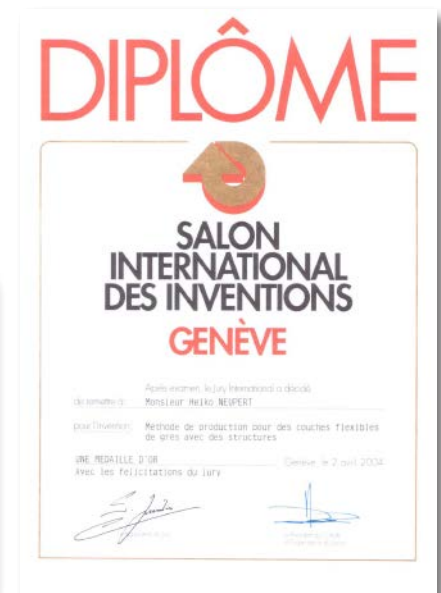 DIPLÔME
SALON
INTERNATIONAL
DES INVENTIONS
GENÈVE
Après examen, le Jury International a décidé
de remettre à: Monsieur Heiko NEUPERT
pour l'invention: Méthode de production pour des couches flexibles
de grès avec des structures
UNE MEDAILLE D'OR
Avec les félicitations du jury
Genève, le 2 avril 2004